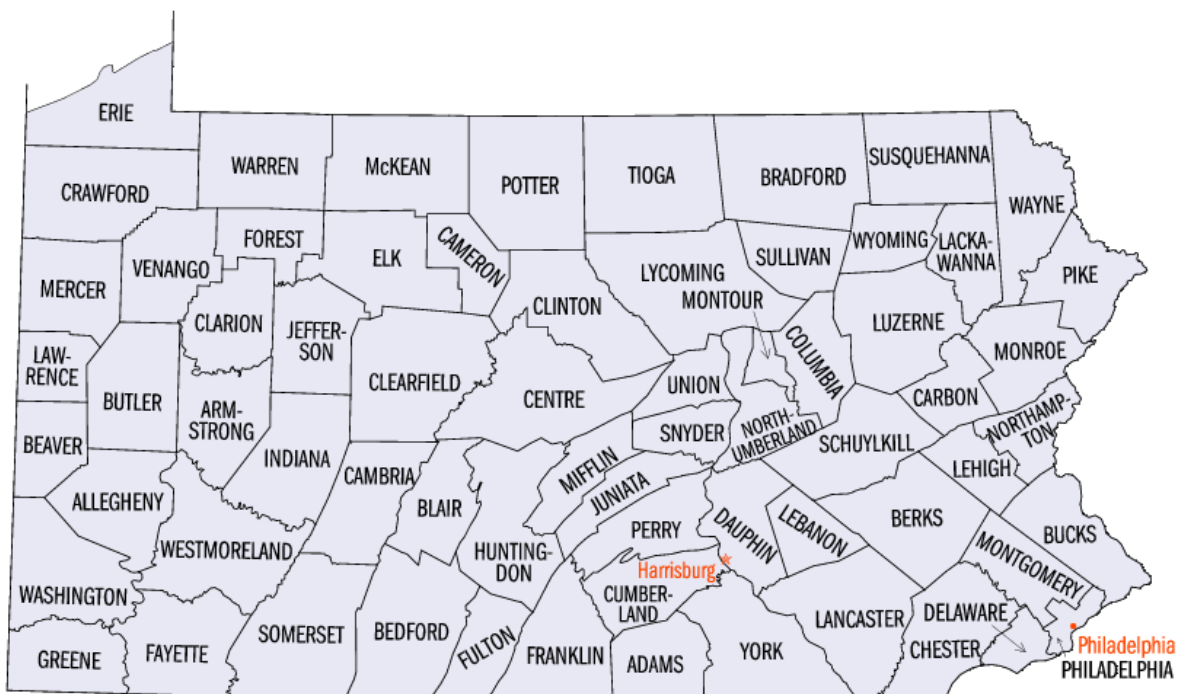 ERIE
WARREN
McKEAN
POTTER
TIOGA
BRADFORD
SUSQUEHANNA
CRAWFORD
WAYNE
FOREST
ELK
CAMERON
SULLIVAN
WYOMING
LACKA-
WANNA
VENANGO
MERCER
LYCOMING
PIKE
CLINTON
MONTOUR
CLARION
JEFFER-
SON
COLUMBIA
LUZERNE
LAW-
RENCE
MONROE
CLEARFIELD
UNION
BUTLER
CENTRE
CARBON
ARM-
STRONG
NORTH-
UMBERLAND
NORTHAMP-
TON
BEAVER
SNYDER
SCHUYLKILL
INDIANA
CAMBRIA
MIFFLIN
LEHIGH
JUNIATA
ALLEGHENY
BLAIR
PERRY
DAUPHIN
LEBANON
BERKS
BUCKS
WESTMORELAND
HUNTING-
DON
Harrisburg
MONTGOMERY
WASHINGTON
CUMBER-
LAND
LANCASTER
DELAWARE
SOMERSET
BEDFORD
FULTON
FRANKLIN
ADAMS
YORK
CHESTER
Philadelphia
PHILADELPHIA
GREENE
FAYETTE